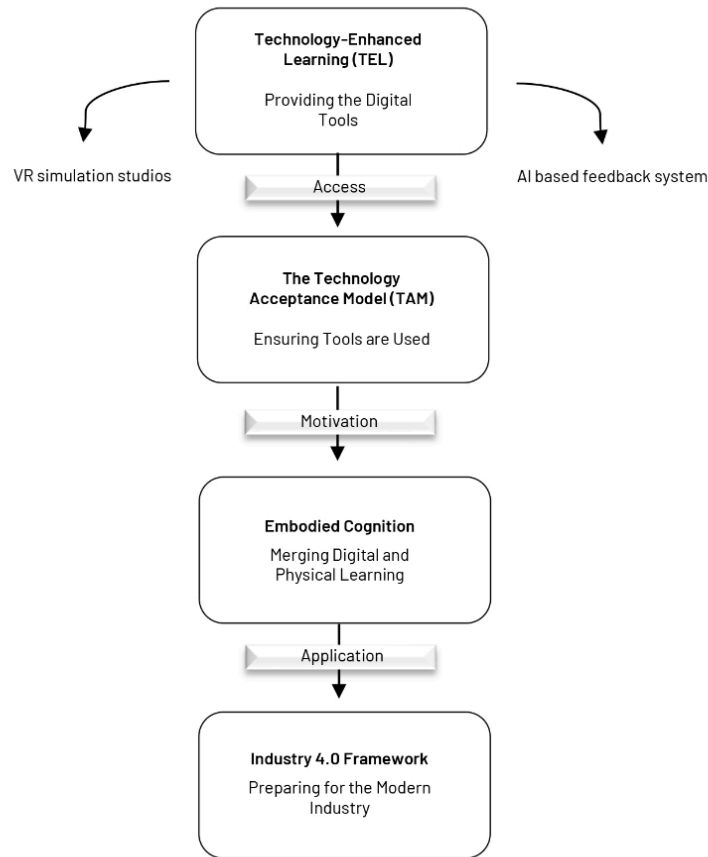 Technology-Enhanced
Learning (TEL)
Providing the Digital
Tools
VR simulation studios
AI based feedback system
Access
The Technology
Acceptance Model (TAM)
Ensuring Tools are Used
Motivation
Embodied Cognition
Merging Digital and
Physical Learning
Application
Industry 4.0 Framework
Preparing for the Modern
Industry